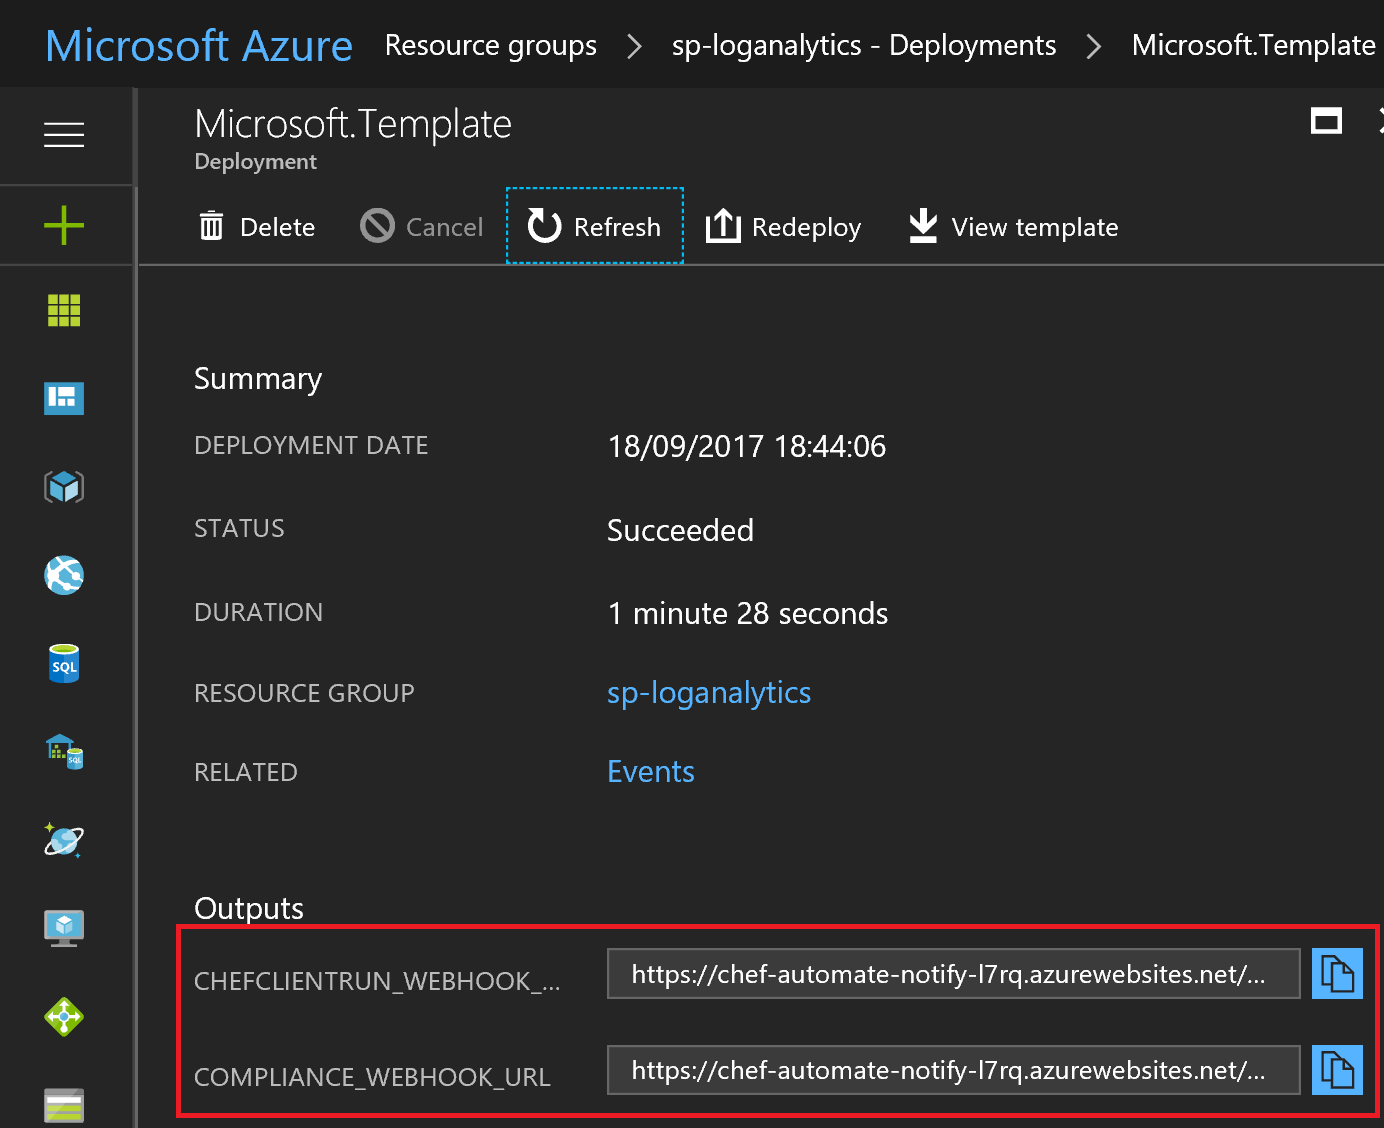 Microsoft Azure Resource groups > sp-loganalytics - Deployments > Microsoft.Template
Microsoft.Template
Deployment
Delete Cancel Refresh Redeploy View template
Summary
DEPLOYMENT DATE 18/09/2017 18:44:06
STATUS Succeeded
DURATION 1 minute 28 seconds
RESOURCE GROUP sp-loganalytics
RELATED Events
Outputs
CHEFCLIENTRUN_WEBHOOK_... https://chef-automate-notify-l7rq.azurewebsites.net/...
COMPLIANCE_WEBHOOK_URL https://chef-automate-notify-l7rq.azurewebsites.net/...
SQL
SQL